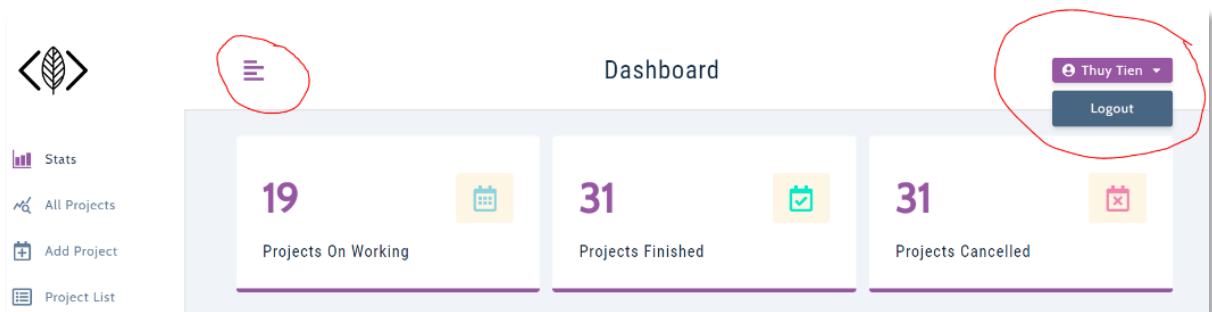 Dashboard
Thuy Tien
Logout
Stats
All Projects
Add Project
Project List
19
Projects On Working
31
Projects Finished
31
Projects Cancelled